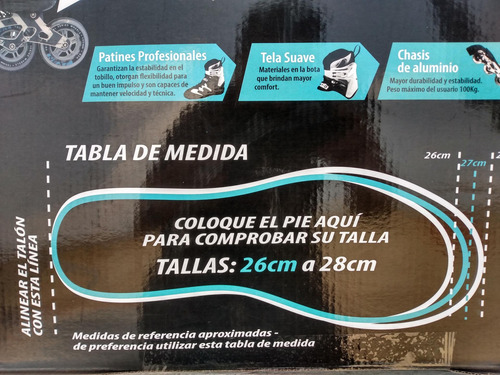 Patines Profesionales
Garantizan la estabilidad en el
tobillo, otorgan flexibilidad para
un buen impulso y son capaces de
mantener velocidad y técnica.
Tela Suave
Materiales en la bota
que brindan mayor
comfort.
Chasis
de aluminio
Mayor durabilidad y estabilidad.
Peso máximo del usuario 100Kg.
TABLA DE MEDIDA
26cm
27cm
ALINEAR EL TALÓN
CON ESTA LÍNEA
COLOQUE EL PIE AQUÍ
PARA COMPROBAR SU TALLA
TALLAS: 26cm a 28cm
Medidas de referencia aproximadas -
de preferencia utilizar esta tabla de medida